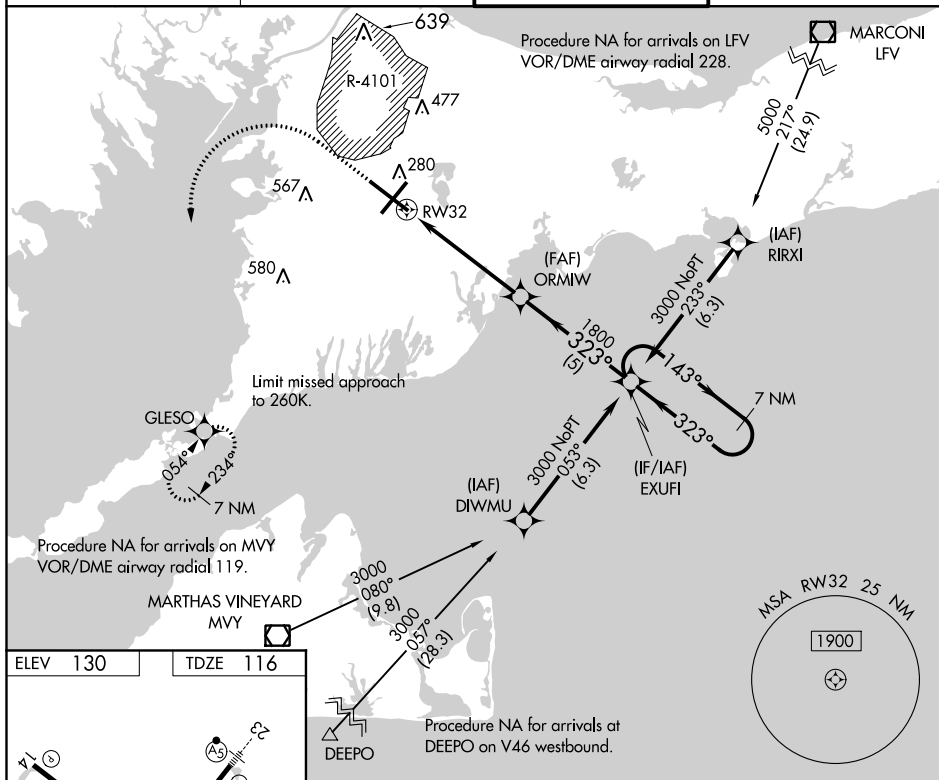 639
Procedure NA for arrivals on LFV
VOR/DME airway radial 228.
MARCONI
LFV
R-4101
477
5000
217°
(24.9)
280
567
RW32
(IAF)
RIRXI
580
(FAF)
ORMIW
3000 NoPT
233°
(6.3)
1800
323°
(5)
143°
7 NM
323°
Limit missed approach
to 260K.
GLESO
054°
234°
7 NM
3000 NoPT
053°
(6.3)
(IF/IAF)
EXUFI
(IAF)
DIWMU
Procedure NA for arrivals on MVY
VOR/DME airway radial 119.
MARTHAS VINEYARD
MVY
3000
080°
(9.8)
3000
057°
(28.3)
MSA RW32 25 NM
1900
ELEV 130
TDZE 116
Procedure NA for arrivals at
DEEPO on V46 westbound.
DEEPO
14
P
A5
23